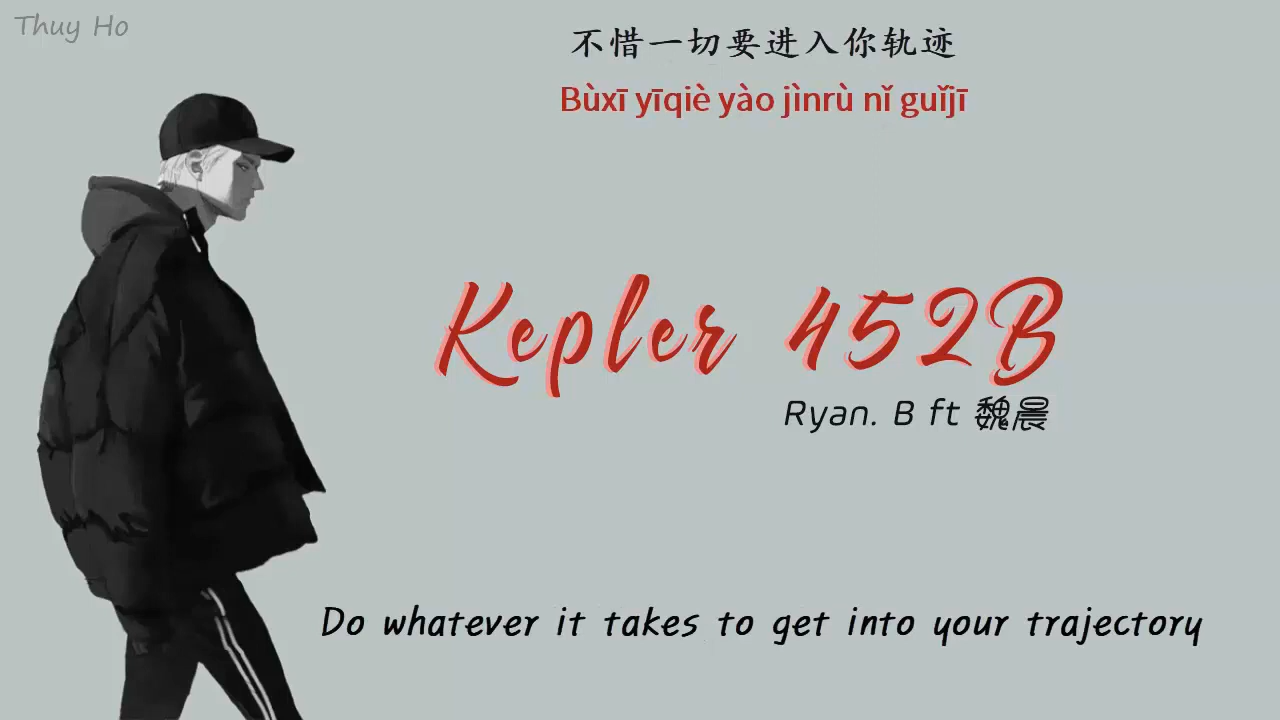 Thuy Ho
不惜一切要进入你轨迹
Bùxī yīqiè yào jìnrù nǐ guǐjī
Kepler 452B
Ryan. B ft 魏晨
Do whatever it takes to get into your trajectory